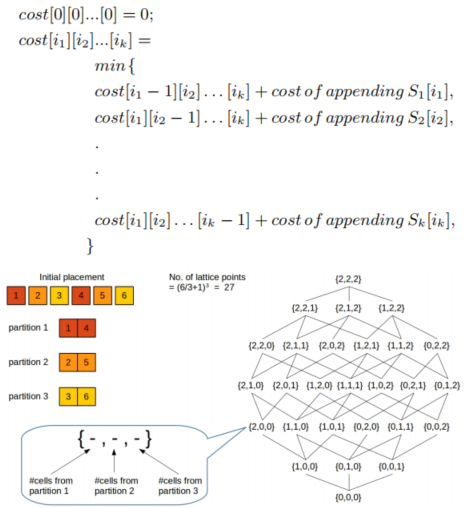 cost[0][0]...[0] = 0;
cost[i₁][i₂]...[iₖ] =
min{
cost[i₁ − 1][i₂] . . . [iₖ] + cost of appending S₁[i₁],
cost[i₁][i₂ − 1] . . . [iₖ] + cost of appending S₂[i₂],
.
.
.
cost[i₁][i₂] . . . [iₖ − 1] + cost of appending Sₖ[iₖ],
}
Initial placement
1 2 3 4 5 6
partition 1 1 4
partition 2 2 5
partition 3 3 6
No. of lattice points
= (6/3+1)³ = 27
{2,2,2}
{2,2,1} {2,1,2} {1,2,2}
{2,2,0} {2,1,1} {2,0,2} {1,2,1} {1,1,2} {0,2,2}
{2,1,0} {2,0,1} {1,2,0} {1,1,1} {1,0,2} {0,2,1} {0,1,2}
{2,0,0} {1,1,0} {1,0,1} {0,2,0} {0,1,1} {0,0,2}
{1,0,0} {0,1,0} {0,0,1}
{0,0,0}
{ - , - , - }
#cells from partition 1
#cells from partition 2
#cells from partition 3